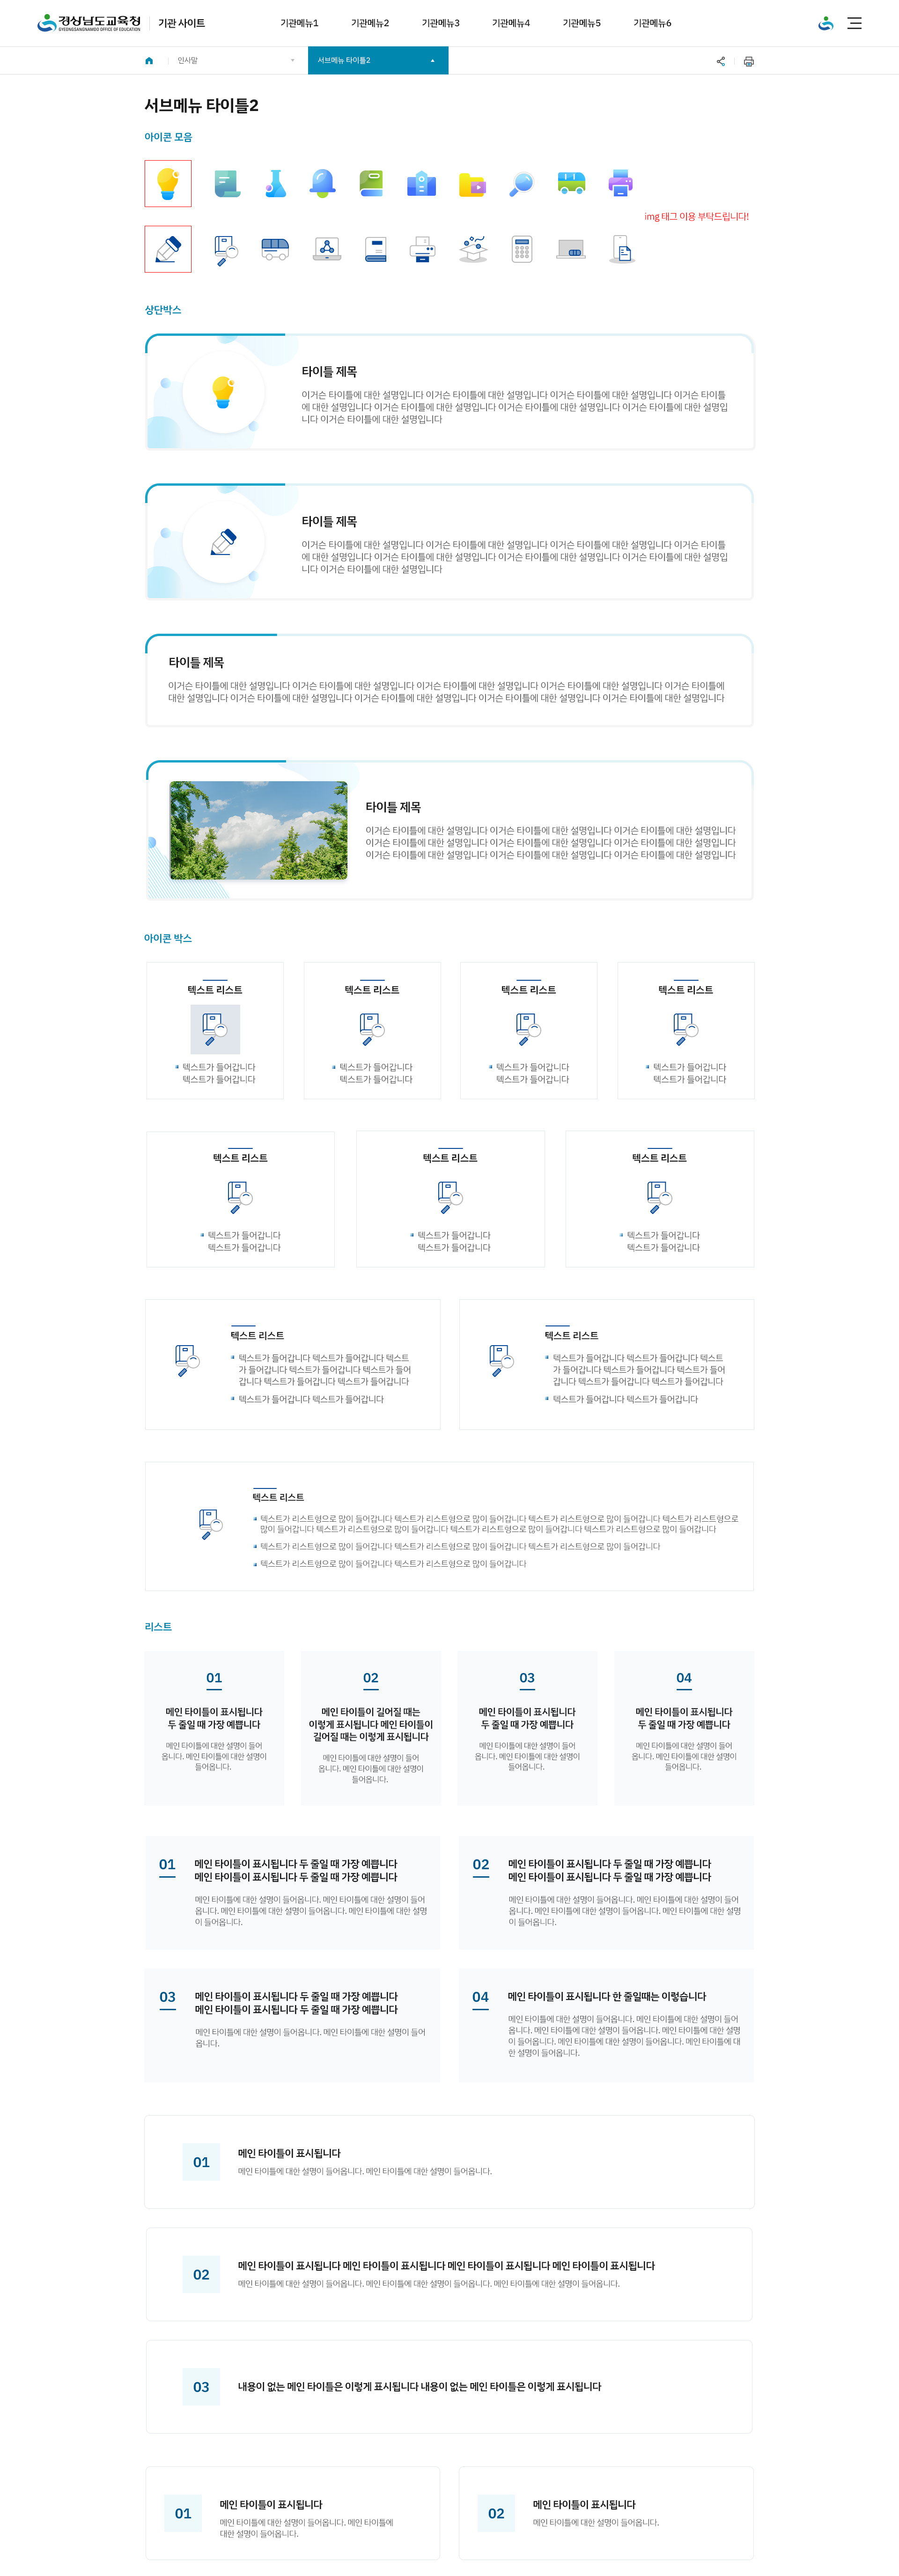 경상남도교육청
GYEONGSANGNAMDO OFFICE OF EDUCATION
기관 사이트
기관메뉴1
기관메뉴2
기관메뉴3
기관메뉴4
기관메뉴5
기관메뉴6
인사말
서브메뉴 타이틀2
서브메뉴 타이틀2
아이콘 모음
img 태그 이용 부탁드립니다!
상단박스
타이틀 제목
이거슨 타이틀에 대한 설명입니다 이거슨 타이틀에 대한 설명입니다 이거슨 타이틀에 대한 설명입니다 이거슨 타이틀
에 대한 설명입니다 이거슨 타이틀에 대한 설명입니다 이거슨 타이틀에 대한 설명입니다 이거슨 타이틀에 대한 설명입
니다 이거슨 타이틀에 대한 설명입니다
타이틀 제목
이거슨 타이틀에 대한 설명입니다 이거슨 타이틀에 대한 설명입니다 이거슨 타이틀에 대한 설명입니다 이거슨 타이틀
에 대한 설명입니다 이거슨 타이틀에 대한 설명입니다 이거슨 타이틀에 대한 설명입니다 이거슨 타이틀에 대한 설명입
니다 이거슨 타이틀에 대한 설명입니다
타이틀 제목
이거슨 타이틀에 대한 설명입니다 이거슨 타이틀에 대한 설명입니다 이거슨 타이틀에 대한 설명입니다 이거슨 타이틀에 대한 설명입니다 이거슨 타이틀에
대한 설명입니다 이거슨 타이틀에 대한 설명입니다 이거슨 타이틀에 대한 설명입니다 이거슨 타이틀에 대한 설명입니다 이거슨 타이틀에 대한 설명입니다
타이틀 제목
이거슨 타이틀에 대한 설명입니다 이거슨 타이틀에 대한 설명입니다 이거슨 타이틀에 대한 설명입니다
이거슨 타이틀에 대한 설명입니다 이거슨 타이틀에 대한 설명입니다 이거슨 타이틀에 대한 설명입니다
이거슨 타이틀에 대한 설명입니다 이거슨 타이틀에 대한 설명입니다 이거슨 타이틀에 대한 설명입니다
아이콘 박스
텍스트 리스트
텍스트가 들어갑니다
텍스트가 들어갑니다
텍스트 리스트
텍스트가 들어갑니다
텍스트가 들어갑니다
텍스트 리스트
텍스트가 들어갑니다
텍스트가 들어갑니다
텍스트 리스트
텍스트가 들어갑니다
텍스트가 들어갑니다
텍스트 리스트
텍스트가 들어갑니다
텍스트가 들어갑니다
텍스트 리스트
텍스트가 들어갑니다
텍스트가 들어갑니다
텍스트 리스트
텍스트가 들어갑니다
텍스트가 들어갑니다
텍스트 리스트
텍스트가 들어갑니다 텍스트가 들어갑니다 텍스트
가 들어갑니다 텍스트가 들어갑니다 텍스트가 들어
갑니다 텍스트가 들어갑니다 텍스트가 들어갑니다
텍스트가 들어갑니다 텍스트가 들어갑니다
텍스트 리스트
텍스트가 들어갑니다 텍스트가 들어갑니다 텍스트
가 들어갑니다 텍스트가 들어갑니다 텍스트가 들어
갑니다 텍스트가 들어갑니다 텍스트가 들어갑니다
텍스트가 들어갑니다 텍스트가 들어갑니다
텍스트 리스트
텍스트가 리스트형으로 많이 들어갑니다 텍스트가 리스트형으로 많이 들어갑니다 텍스트가 리스트형으로 많이 들어갑니다 텍스트가 리스트형으로
많이 들어갑니다 텍스트가 리스트형으로 많이 들어갑니다 텍스트가 리스트형으로 많이 들어갑니다 텍스트가 리스트형으로 많이 들어갑니다
텍스트가 리스트형으로 많이 들어갑니다 텍스트가 리스트형으로 많이 들어갑니다 텍스트가 리스트형으로 많이 들어갑니다
텍스트가 리스트형으로 많이 들어갑니다 텍스트가 리스트형으로 많이 들어갑니다
리스트
01
메인 타이틀이 표시됩니다
두 줄일 때 가장 예쁩니다
메인 타이틀에 대한 설명이 들어
옵니다. 메인 타이틀에 대한 설명이
들어옵니다.
02
메인 타이틀이 길어질 때는
이렇게 표시됩니다 메인 타이틀이
길어질 때는 이렇게 표시됩니다
메인 타이틀에 대한 설명이 들어
옵니다. 메인 타이틀에 대한 설명이
들어옵니다.
03
메인 타이틀이 표시됩니다
두 줄일 때 가장 예쁩니다
메인 타이틀에 대한 설명이 들어
옵니다. 메인 타이틀에 대한 설명이
들어옵니다.
04
메인 타이틀이 표시됩니다
두 줄일 때 가장 예쁩니다
메인 타이틀에 대한 설명이 들어
옵니다. 메인 타이틀에 대한 설명이
들어옵니다.
01
메인 타이틀이 표시됩니다 두 줄일 때 가장 예쁩니다
메인 타이틀이 표시됩니다 두 줄일 때 가장 예쁩니다
메인 타이틀에 대한 설명이 들어옵니다. 메인 타이틀에 대한 설명이 들어
옵니다. 메인 타이틀에 대한 설명이 들어옵니다. 메인 타이틀에 대한 설명
이 들어옵니다.
02
메인 타이틀이 표시됩니다 두 줄일 때 가장 예쁩니다
메인 타이틀이 표시됩니다 두 줄일 때 가장 예쁩니다
메인 타이틀에 대한 설명이 들어옵니다. 메인 타이틀에 대한 설명이 들어
옵니다. 메인 타이틀에 대한 설명이 들어옵니다. 메인 타이틀에 대한 설명
이 들어옵니다.
03
메인 타이틀이 표시됩니다 두 줄일 때 가장 예쁩니다
메인 타이틀이 표시됩니다 두 줄일 때 가장 예쁩니다
메인 타이틀에 대한 설명이 들어옵니다. 메인 타이틀에 대한 설명이 들어
옵니다.
04
메인 타이틀이 표시됩니다 한 줄일때는 이렇습니다
메인 타이틀에 대한 설명이 들어옵니다. 메인 타이틀에 대한 설명이 들어
옵니다. 메인 타이틀에 대한 설명이 들어옵니다. 메인 타이틀에 대한 설명
이 들어옵니다. 메인 타이틀에 대한 설명이 들어옵니다. 메인 타이틀에 대
한 설명이 들어옵니다.
01
메인 타이틀이 표시됩니다
메인 타이틀에 대한 설명이 들어옵니다. 메인 타이틀에 대한 설명이 들어옵니다.
02
메인 타이틀이 표시됩니다 메인 타이틀이 표시됩니다 메인 타이틀이 표시됩니다 메인 타이틀이 표시됩니다
메인 타이틀에 대한 설명이 들어옵니다. 메인 타이틀에 대한 설명이 들어옵니다. 메인 타이틀에 대한 설명이 들어옵니다.
03
내용이 없는 메인 타이틀은 이렇게 표시됩니다 내용이 없는 메인 타이틀은 이렇게 표시됩니다
01
메인 타이틀이 표시됩니다
메인 타이틀에 대한 설명이 들어옵니다. 메인 타이틀에
대한 설명이 들어옵니다.
02
메인 타이틀이 표시됩니다
메인 타이틀에 대한 설명이 들어옵니다.